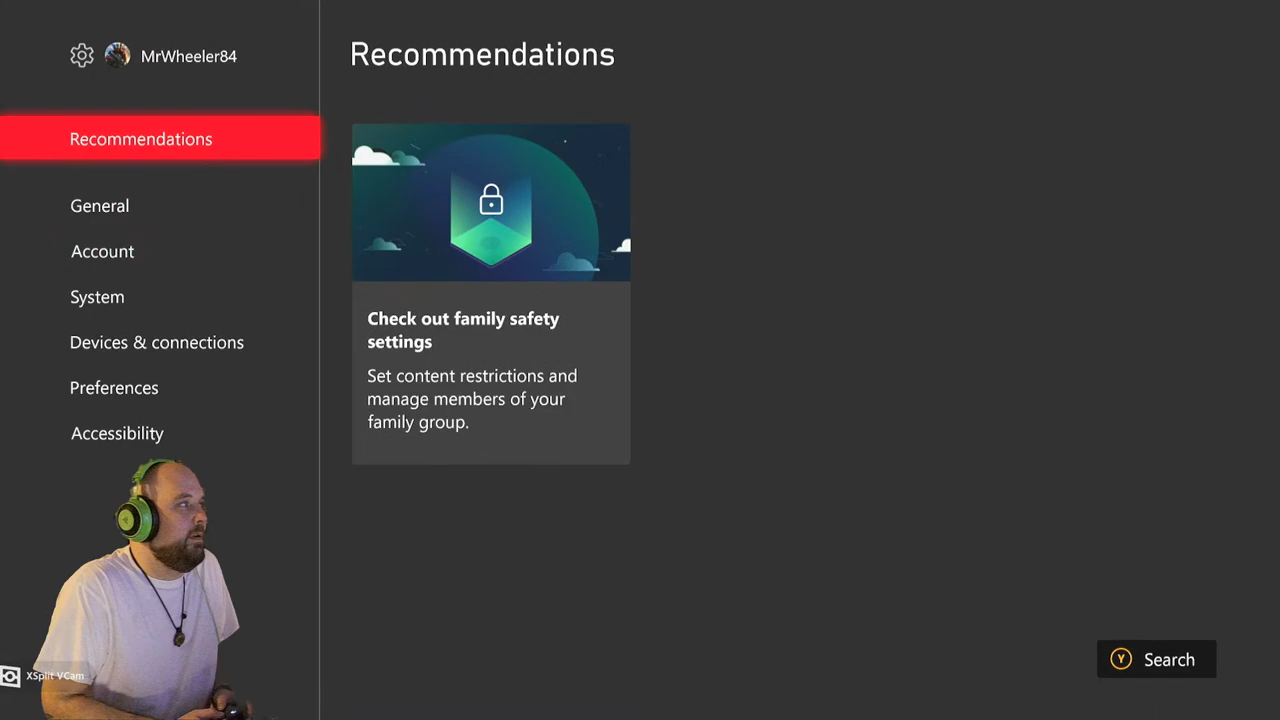 MrWheeler84
Recommendations
General
Account
System
Devices & connections
Preferences
Accessibility
Recommendations
Check out family safety
settings
Set content restrictions and
manage members of your
family group.
Y Search
XSplit VCam